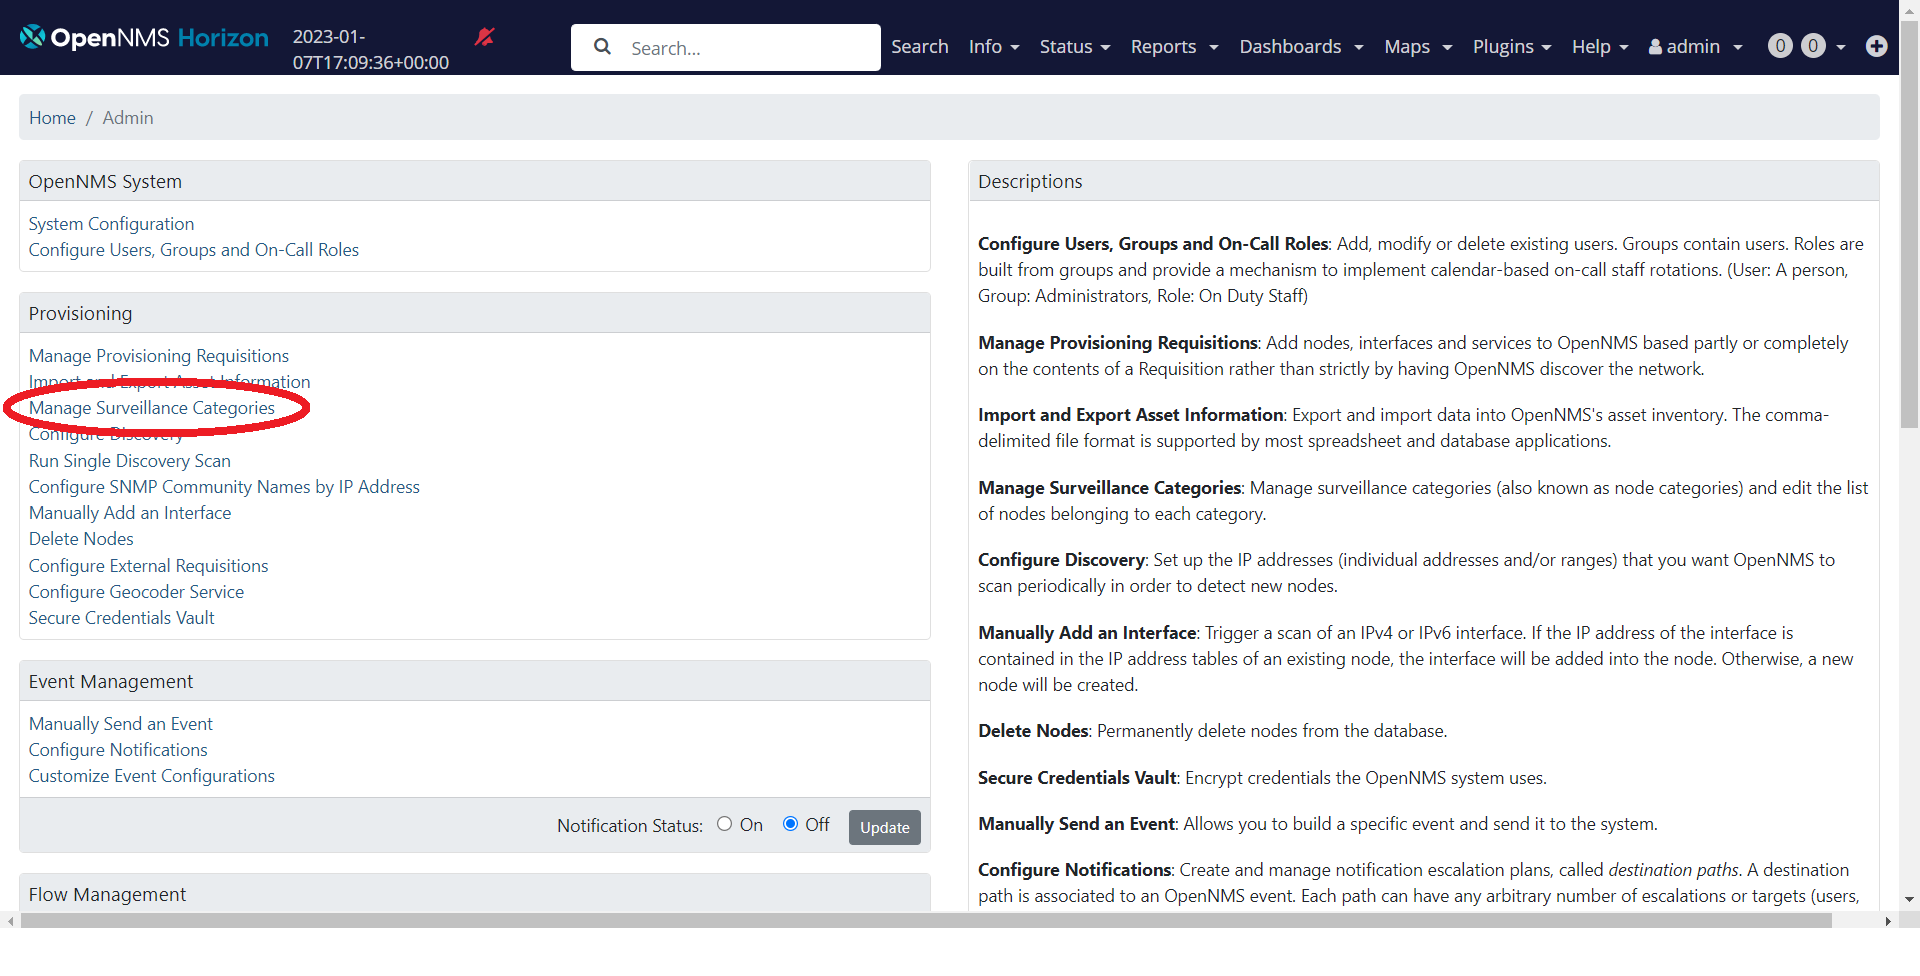 OpenNMS Horizon
2023-01-
07T17:09:36+00:00
Search...
Search Info Status Reports Dashboards Maps Plugins Help admin 0 0
Home / Admin
OpenNMS System
System Configuration
Configure Users, Groups and On-Call Roles
Provisioning
Manage Provisioning Requisitions
Import and Export Asset Information
Manage Surveillance Categories
Configure Discovery
Run Single Discovery Scan
Configure SNMP Community Names by IP Address
Manually Add an Interface
Delete Nodes
Configure External Requisitions
Configure Geocoder Service
Secure Credentials Vault
Event Management
Manually Send an Event
Configure Notifications
Customize Event Configurations
Notification Status: On Off Update
Flow Management
Descriptions
Configure Users, Groups and On-Call Roles: Add, modify or delete existing users. Groups contain users. Roles are
built from groups and provide a mechanism to implement calendar-based on-call staff rotations. (User: A person,
Group: Administrators, Role: On Duty Staff)
Manage Provisioning Requisitions: Add nodes, interfaces and services to OpenNMS based partly or completely
on the contents of a Requisition rather than strictly by having OpenNMS discover the network.
Import and Export Asset Information: Export and import data into OpenNMS's asset inventory. The comma-
delimited file format is supported by most spreadsheet and database applications.
Manage Surveillance Categories: Manage surveillance categories (also known as node categories) and edit the list
of nodes belonging to each category.
Configure Discovery: Set up the IP addresses (individual addresses and/or ranges) that you want OpenNMS to
scan periodically in order to detect new nodes.
Manually Add an Interface: Trigger a scan of an IPv4 or IPv6 interface. If the IP address of the interface is
contained in the IP address tables of an existing node, the interface will be added into the node. Otherwise, a new
node will be created.
Delete Nodes: Permanently delete nodes from the database.
Secure Credentials Vault: Encrypt credentials the OpenNMS system uses.
Manually Send an Event: Allows you to build a specific event and send it to the system.
Configure Notifications: Create and manage notification escalation plans, called destination paths. A destination
path is associated to an OpenNMS event. Each path can have any arbitrary number of escalations or targets (users,